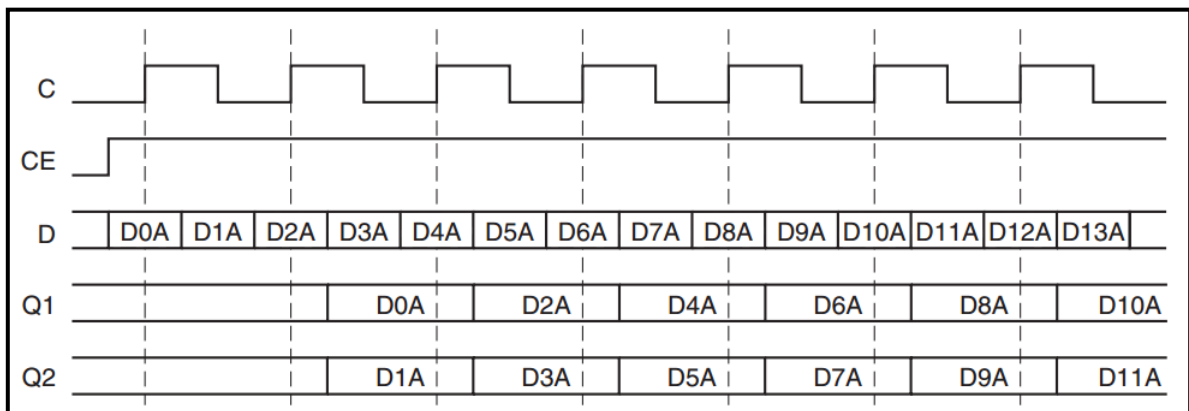 C
CE
D D0A D1A D2A D3A D4A D5A D6A D7A D8A D9A D10A D11A D12A D13A
Q1 D0A D2A D4A D6A D8A D10A
Q2 D1A D3A D5A D7A D9A D11A